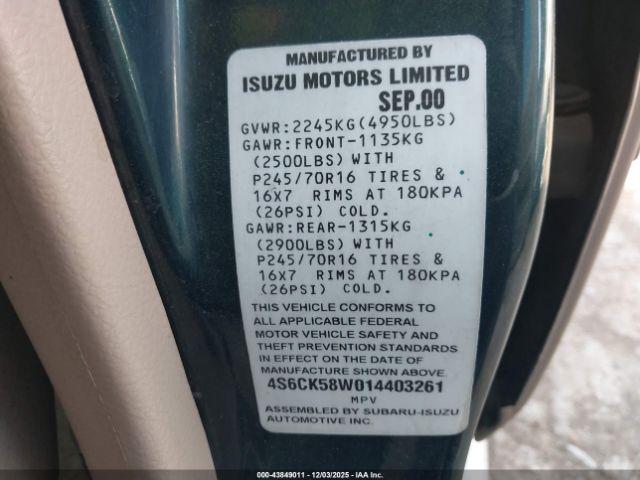 MANUFACTURED BY
ISUZU MOTORS LIMITED
SEP.00
GVWR:2245KG(4950LBS)
GAWR:FRONT-1135KG
(2500LBS)WITH
P245/70R16 TIRES &
16X7 RIMS AT 180KPA
(26PSI) COLD.
GAWR:REAR-1315KG
(2900LBS)WITH
P245/70R16 TIRES &
16X7 RIMS AT 180KPA
(26PSI) COLD.
THIS VEHICLE CONFORMS TO
ALL APPLICABLE FEDERAL
MOTOR VEHICLE SAFETY AND
THEFT PREVENTION STANDARDS
IN EFFECT ON THE DATE OF
MANUFACTURE SHOWN ABOVE.
4S6CK58W014403261
MPV
ASSEMBLED BY SUBARU-ISUZU
AUTOMOTIVE INC.
000-43849011 - 12/03/2025 - IAA Inc.